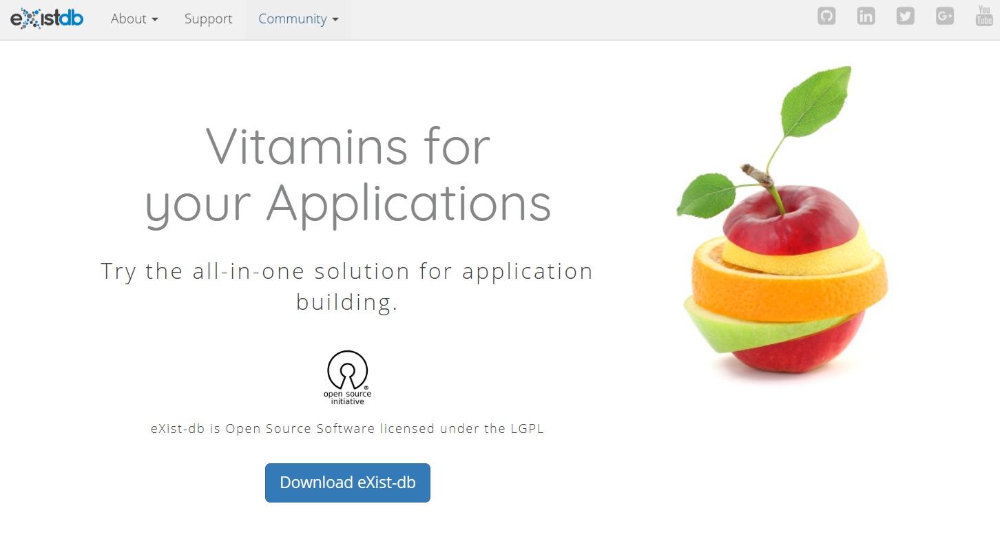 eXistdb
About
Support
Community
in
G+
You
Tube
Vitamins for
your Applications
Try the all-in-one solution for application
building.
open source
initiative
®
eXist-db is Open Source Software licensed under the LGPL
Download eXist-db